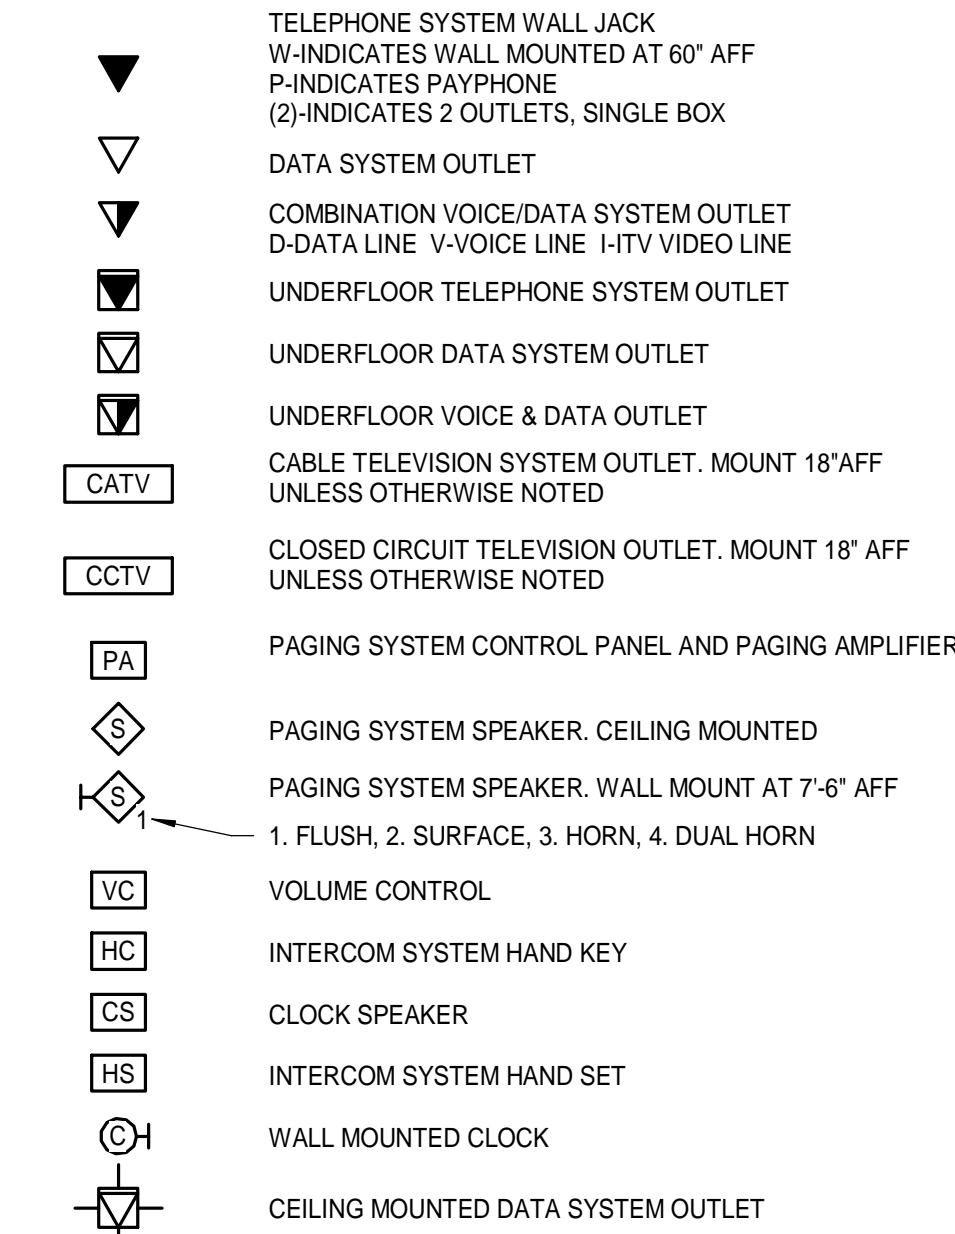 TELEPHONE SYSTEM WALL JACK
W-INDICATES WALL MOUNTED AT 60" AFF
P-INDICATES PAYPHONE
(2)-INDICATES 2 OUTLETS, SINGLE BOX
DATA SYSTEM OUTLET
COMBINATION VOICE/DATA SYSTEM OUTLET
D-DATA LINE V-VOICE LINE I-ITV VIDEO LINE
UNDERFLOOR TELEPHONE SYSTEM OUTLET
UNDERFLOOR DATA SYSTEM OUTLET
UNDERFLOOR VOICE & DATA OUTLET
CATV
CABLE TELEVISION SYSTEM OUTLET. MOUNT 18"AFF
UNLESS OTHERWISE NOTED
CCTV
CLOSED CIRCUIT TELEVISION OUTLET. MOUNT 18" AFF
UNLESS OTHERWISE NOTED
PA
PAGING SYSTEM CONTROL PANEL AND PAGING AMPLIFIER
S
PAGING SYSTEM SPEAKER. CEILING MOUNTED
S
PAGING SYSTEM SPEAKER. WALL MOUNT AT 7'-6" AFF
1
1. FLUSH, 2. SURFACE, 3. HORN, 4. DUAL HORN
VC
VOLUME CONTROL
HC
INTERCOM SYSTEM HAND KEY
CS
CLOCK SPEAKER
HS
INTERCOM SYSTEM HAND SET
C
WALL MOUNTED CLOCK
CEILING MOUNTED DATA SYSTEM OUTLET